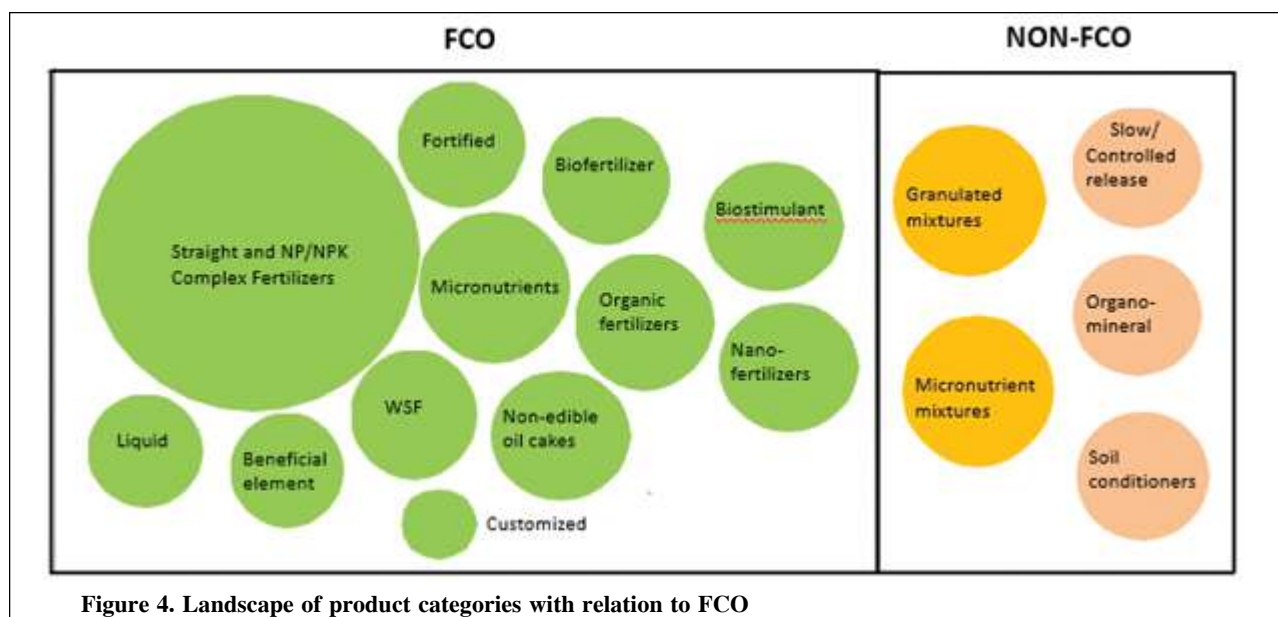 FCO
NON-FCO
Straight and NP/NPK
Complex Fertilizers
Fortified
Biofertilizer
Biostimulant
Micronutrients
Organic
fertilizers
Nano-
fertilizers
Liquid
Beneficial
element
WSF
Non-edible
oil cakes
Customized
Granulated
mixtures
Micronutrient
mixtures
Slow/
Controlled
release
Organo-
mineral
Soil
conditioners
Figure 4. Landscape of product categories with relation to FCO